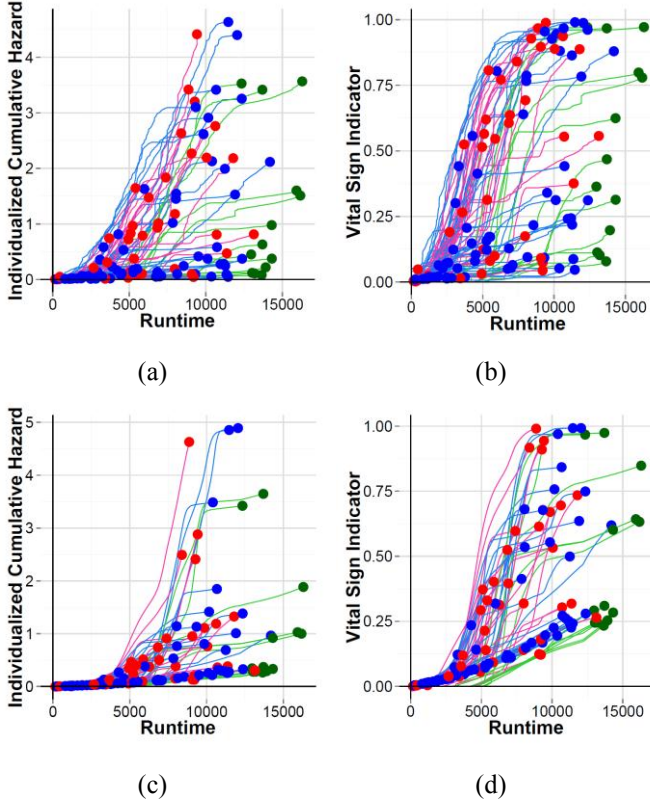 Individualized Cumulative Hazard
4
3
2
1
0
0 5000 10000 15000
Runtime
(a)
Vital Sign Indicator
1.00
0.75
0.50
0.25
0.00
0 5000 10000 15000
Runtime
(b)
Individualized Cumulative Hazard
5
4
3
2
1
0
0 5000 10000 15000
Runtime
(c)
Vital Sign Indicator
1.00
0.75
0.50
0.25
0.00
0 5000 10000 15000
Runtime
(d)